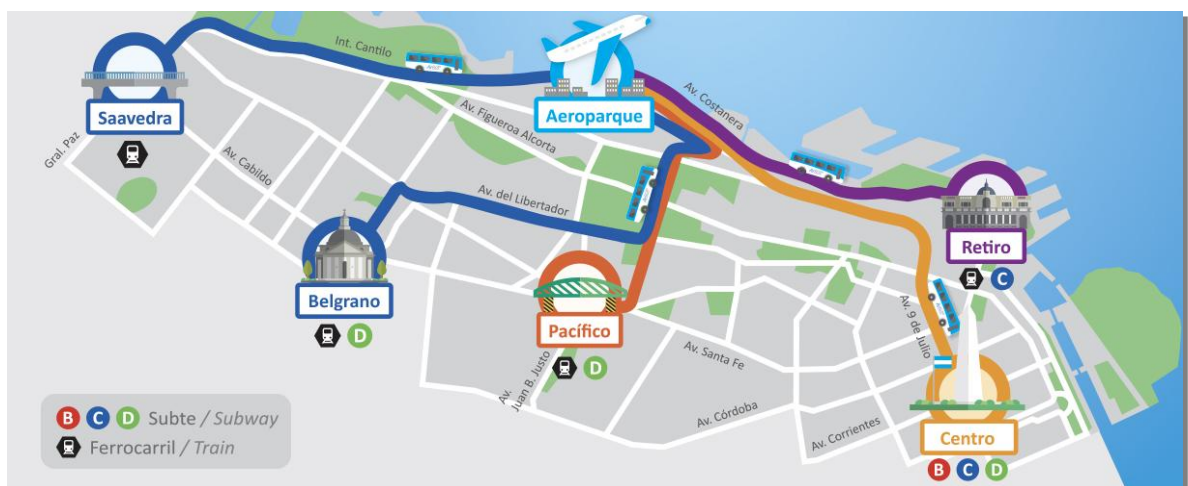 Int. Cantilo
Saavedra
Aeroparque
Av. Costanera
Gral. Paz
Av. Cabildo
Av. Figueroa Alcorta
Av. del Libertador
Retiro
C
Belgrano
D
Pacífico
D
Av. 9 de Julio
Av. Santa Fe
Av.
Juan B. Justo
Av. Córdoba
Av. Corrientes
Centro
B C D
B C D Subte / Subway
Ferrocarril / Train